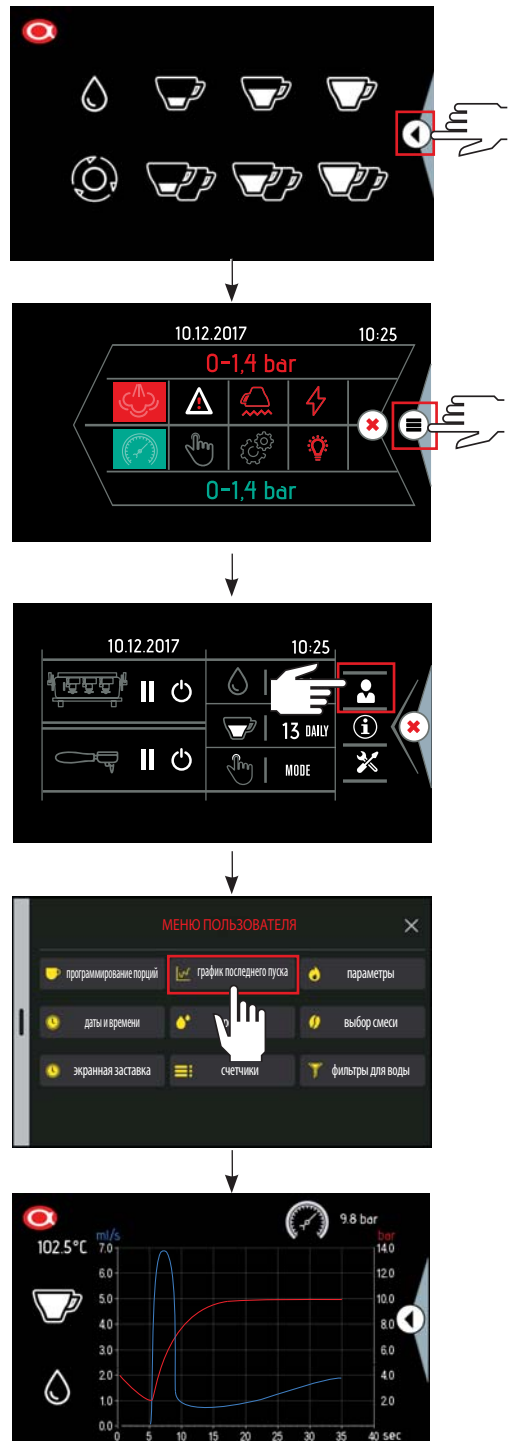 10.12.2017 10:25
0-1,4 bar
0-1,4 bar
10.12.2017 10:25
13 DAILY
MODE
МЕНЮ ПОЛЬЗОВАТЕЛЯ
программирование порций график последнего пуска параметры
даты и времени выбор смеси
экранная заставка счетчики фильтры для воды
9.8 bar
102.5°C ml/s bar
7.0 14.0
6.0 12.0
5.0 10.0
4.0 8.0
3.0 6.0
2.0 4.0
1.0 2.0
0.0
0 5 10 15 20 25 30 35 40 sec